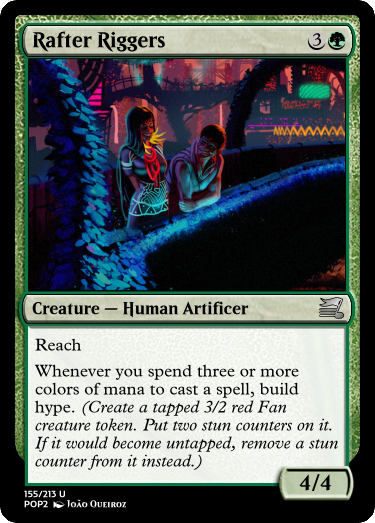 Rafter Riggers 3
Creature — Human Artificer
Reach
Whenever you spend three or more
colors of mana to cast a spell, build
hype. (Create a tapped 3/2 red Fan
creature token. Put two stun counters on it.
If it would become untapped, remove a stun
counter from it instead.)
4/4
155/213 U
POP2 João Queiroz